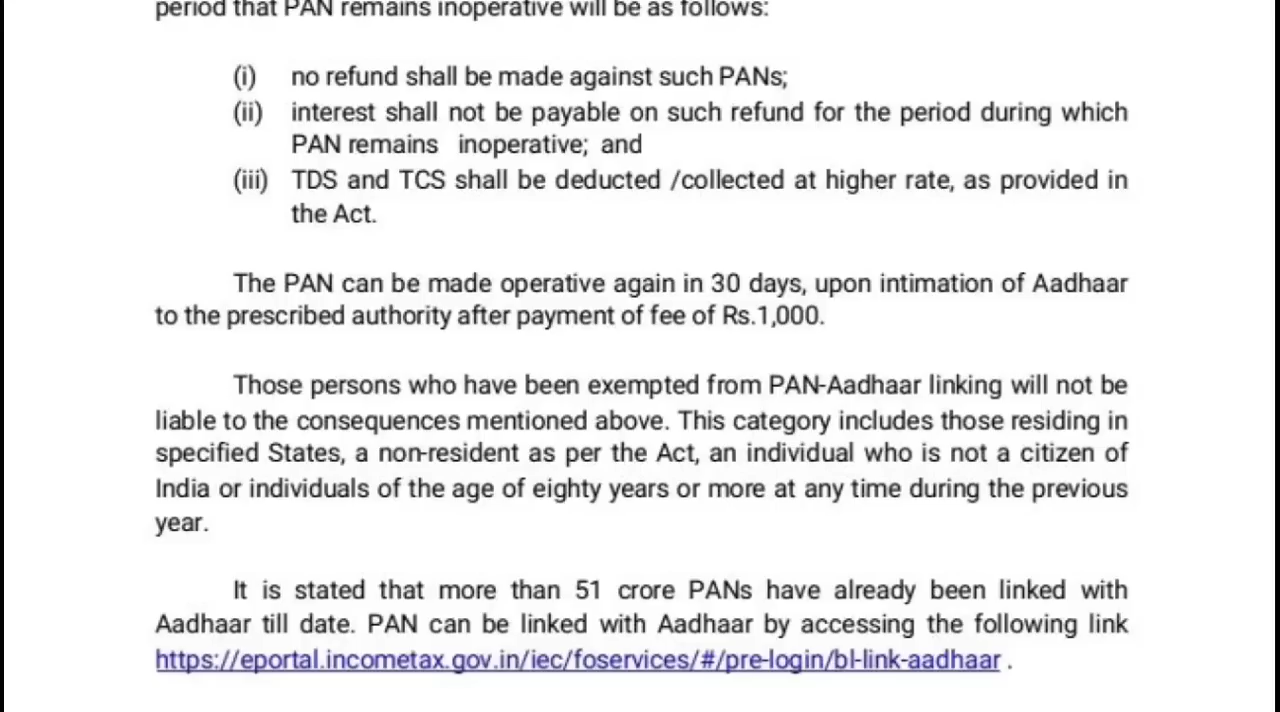 period that PAN remains inoperative will be as follows:
(i) no refund shall be made against such PANs;
(ii) interest shall not be payable on such refund for the period during which
PAN remains inoperative; and
(iii) TDS and TCS shall be deducted /collected at higher rate, as provided in
the Act.
The PAN can be made operative again in 30 days, upon intimation of Aadhaar
to the prescribed authority after payment of fee of Rs.1,000.
Those persons who have been exempted from PAN-Aadhaar linking will not be
liable to the consequences mentioned above. This category includes those residing in
specified States, a non-resident as per the Act, an individual who is not a citizen of
India or individuals of the age of eighty years or more at any time during the previous
year.
It is stated that more than 51 crore PANs have already been linked with
Aadhaar till date. PAN can be linked with Aadhaar by accessing the following link
https://eportal.incometax.gov.in/iec/foservices/#/pre-login/bl-link-aadhaar .